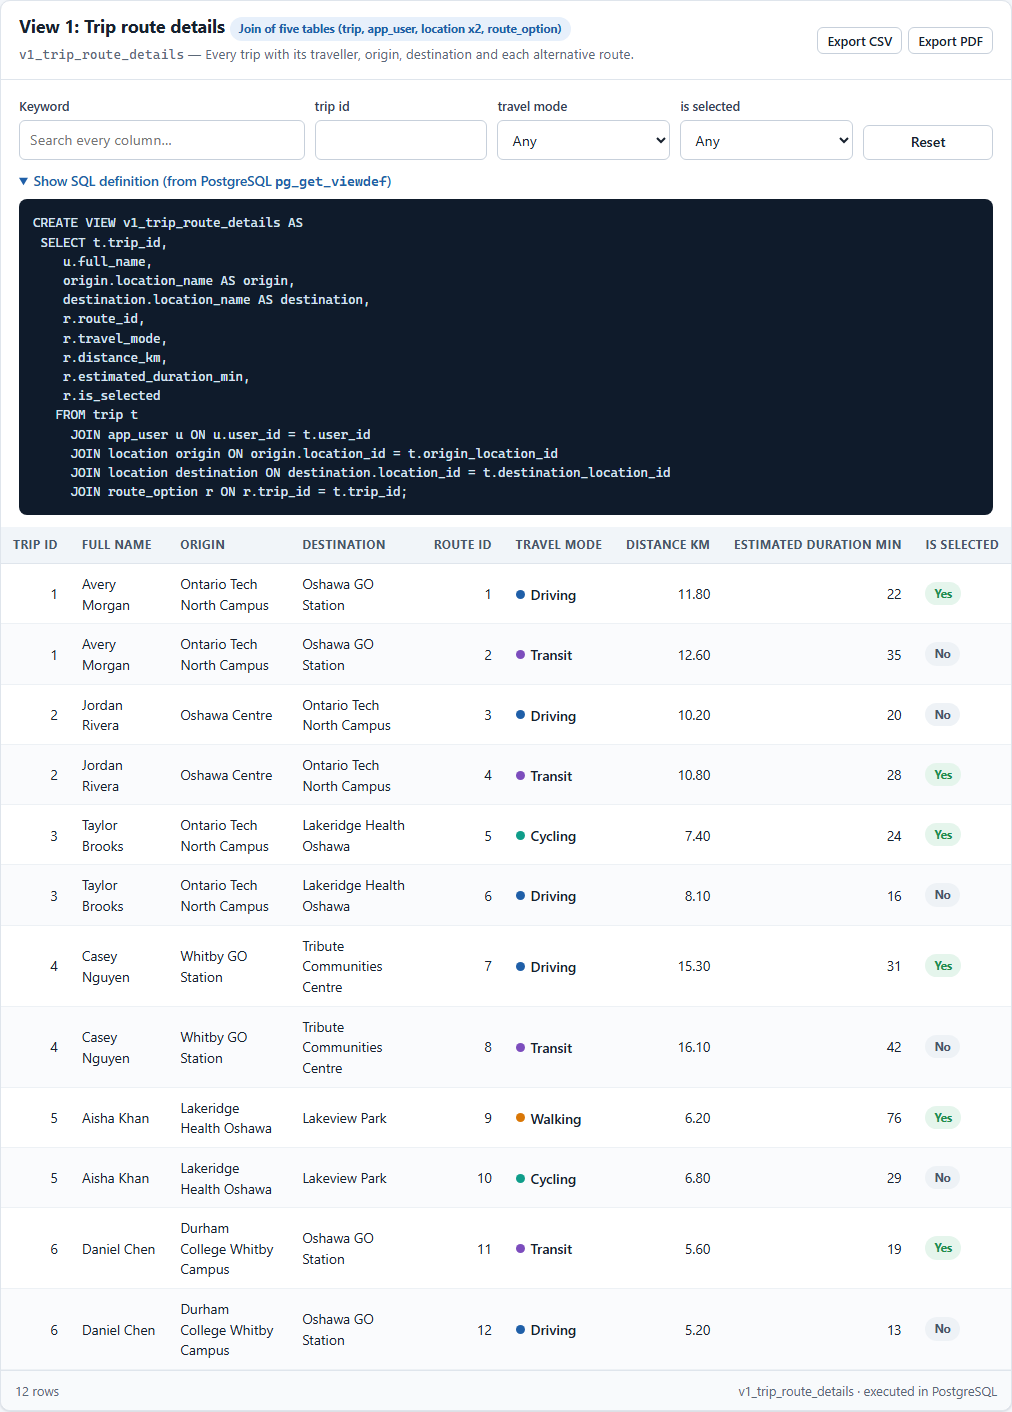 View 1: Trip route details Join of five tables (trip, app_user, location x2, route_option)
v1_trip_route_details — Every trip with its traveller, origin, destination and each alternative route.
Export CSV Export PDF
Keyword trip id travel mode is selected
Search every column... Any Any Reset
▼ Show SQL definition (from PostgreSQL pg_get_viewdef)
CREATE VIEW v1_trip_route_details AS
SELECT t.trip_id,
u.full_name,
origin.location_name AS origin,
destination.location_name AS destination,
r.route_id,
r.travel_mode,
r.distance_km,
r.estimated_duration_min,
r.is_selected
FROM trip t
JOIN app_user u ON u.user_id = t.user_id
JOIN location origin ON origin.location_id = t.origin_location_id
JOIN location destination ON destination.location_id = t.destination_location_id
JOIN route_option r ON r.trip_id = t.trip_id;
TRIP ID FULL NAME ORIGIN DESTINATION ROUTE ID TRAVEL MODE DISTANCE KM ESTIMATED DURATION MIN IS SELECTED
1 Avery Morgan Ontario Tech North Campus Oshawa GO Station 1 Driving 11.80 22 Yes
1 Avery Morgan Ontario Tech North Campus Oshawa GO Station 2 Transit 12.60 35 No
2 Jordan Rivera Oshawa Centre Ontario Tech North Campus 3 Driving 10.20 20 No
2 Jordan Rivera Oshawa Centre Ontario Tech North Campus 4 Transit 10.80 28 Yes
3 Taylor Brooks Ontario Tech North Campus Lakeridge Health Oshawa 5 Cycling 7.40 24 Yes
3 Taylor Brooks Ontario Tech North Campus Lakeridge Health Oshawa 6 Driving 8.10 16 No
4 Casey Nguyen Whitby GO Station Tribute Communities Centre 7 Driving 15.30 31 Yes
4 Casey Nguyen Whitby GO Station Tribute Communities Centre 8 Transit 16.10 42 No
5 Aisha Khan Lakeridge Health Oshawa Lakeview Park 9 Walking 6.20 76 Yes
5 Aisha Khan Lakeridge Health Oshawa Lakeview Park 10 Cycling 6.80 29 No
6 Daniel Chen Durham College Whitby Campus Oshawa GO Station 11 Transit 5.60 19 Yes
6 Daniel Chen Durham College Whitby Campus Oshawa GO Station 12 Driving 5.20 13 No
12 rows v1_trip_route_details · executed in PostgreSQL